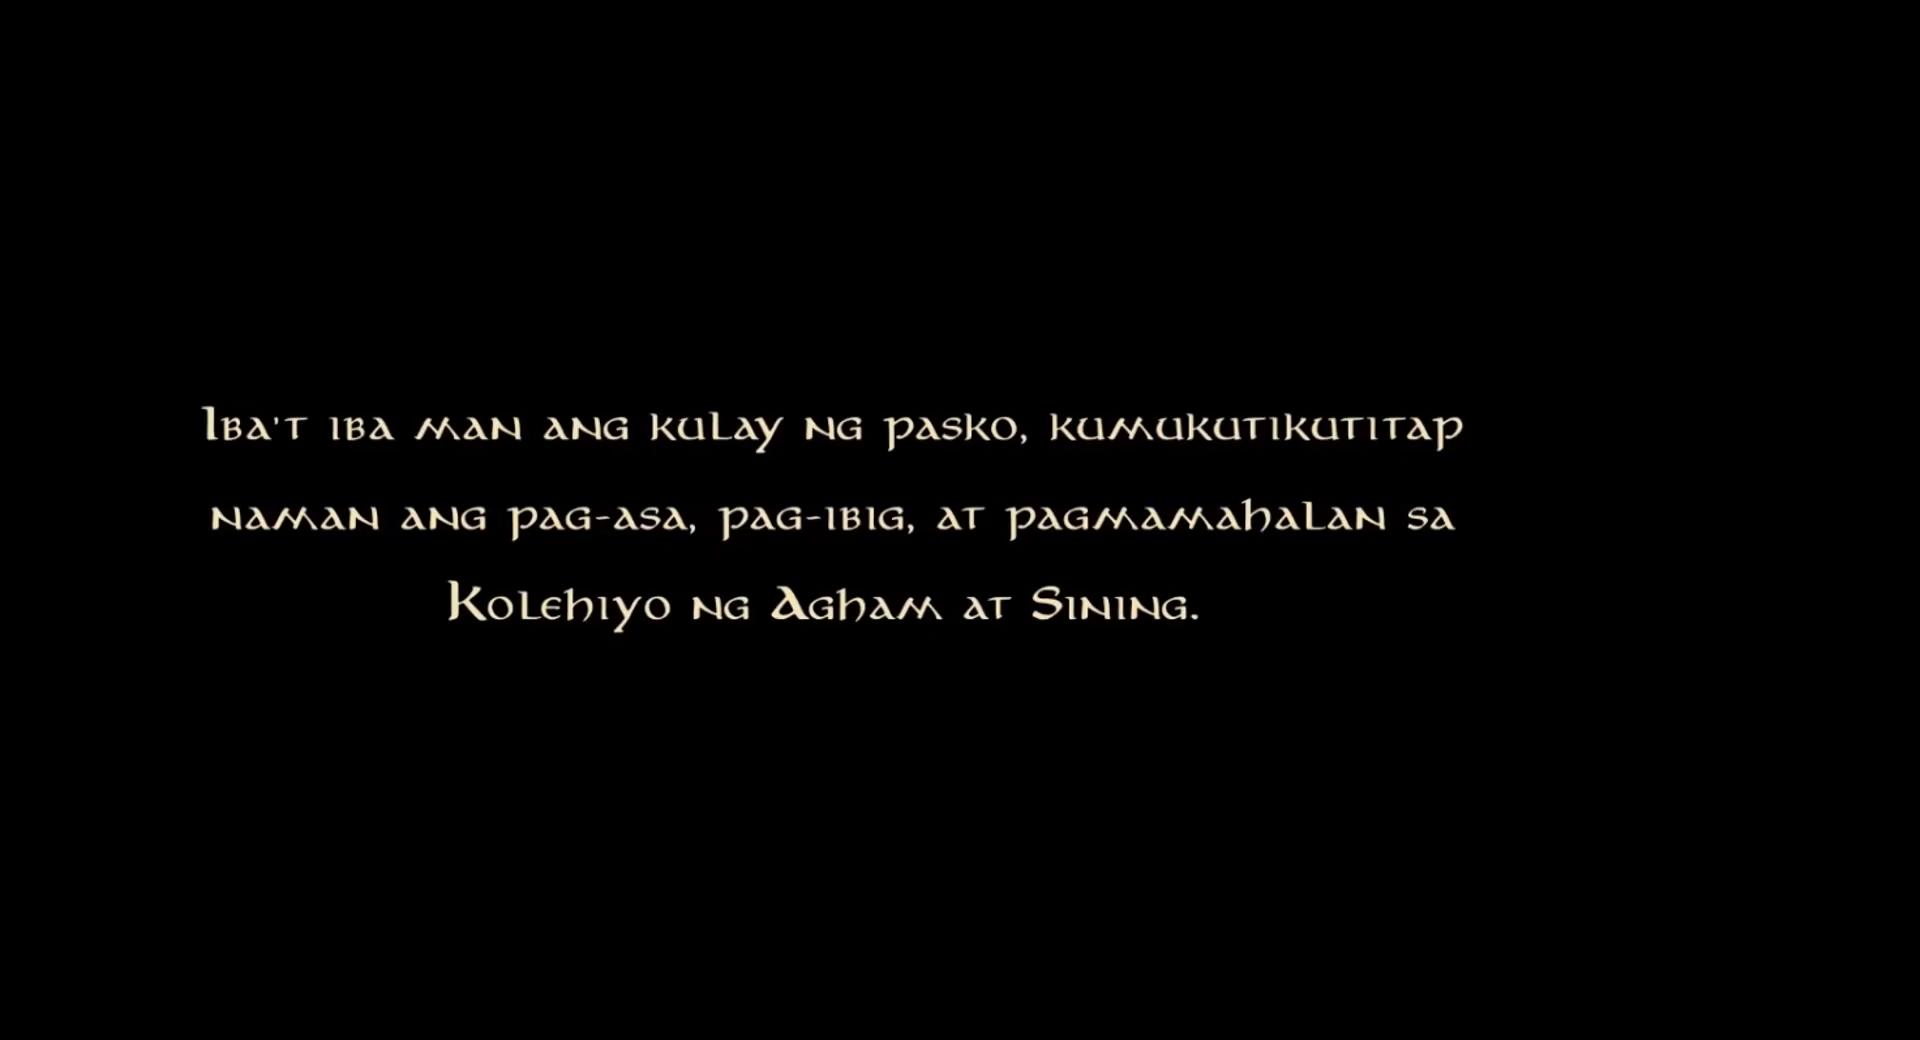 Iba't iba man ang kulay ng pasko, kumukutikutitap
naman ang pag-asa, pag-ibig, at pagmamahalan sa
Kolehiyo ng Agham at Sining.